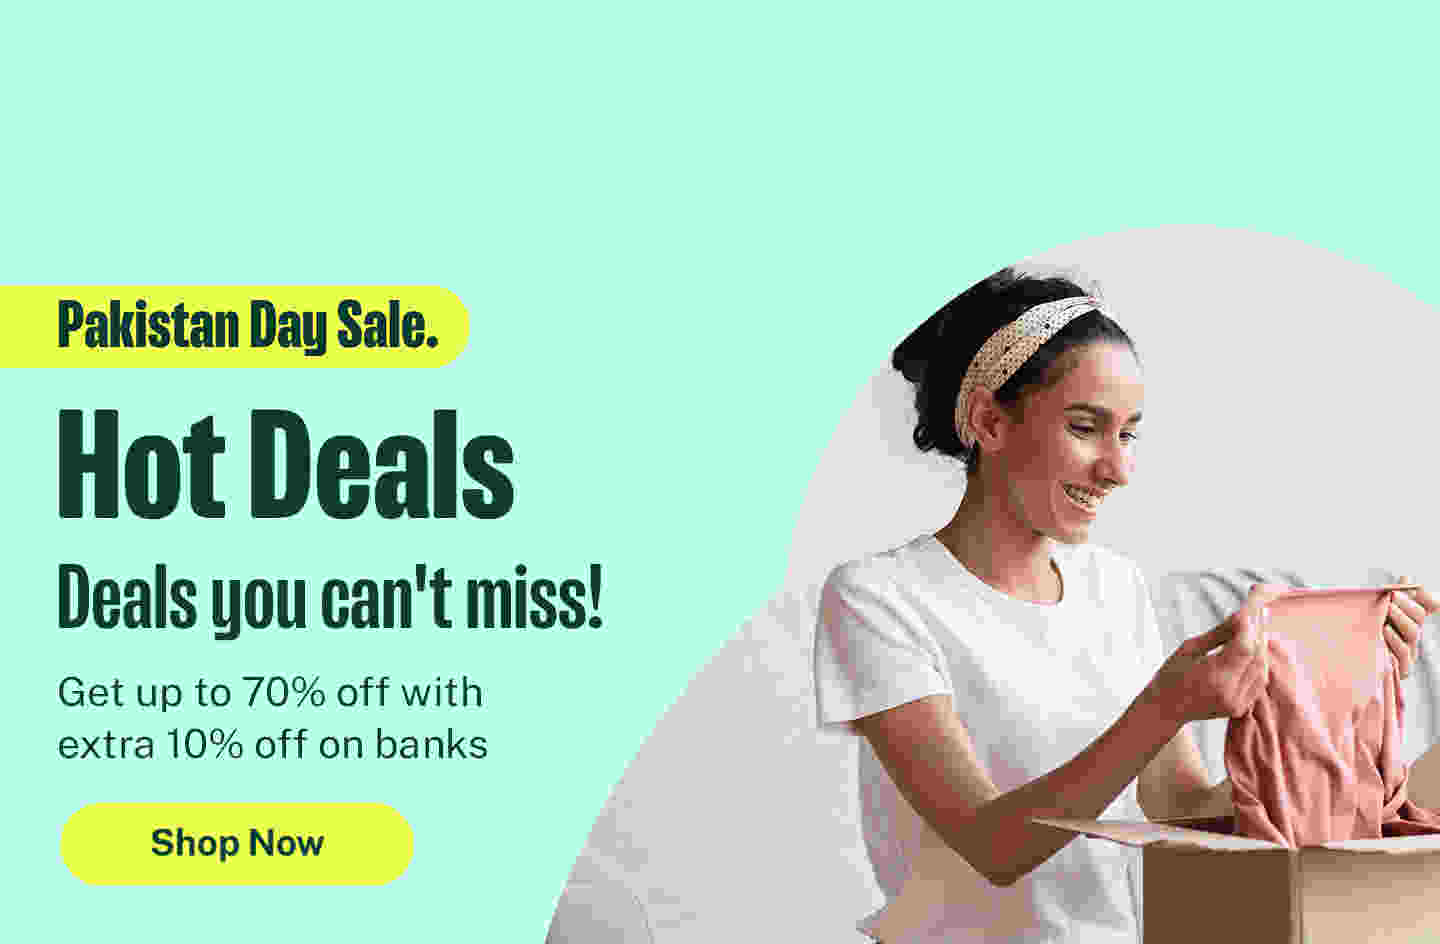 Pakistan Day Sale.
Hot Deals
Deals you can't miss!
Get up to 70% off with
extra 10% off on banks
Shop Now